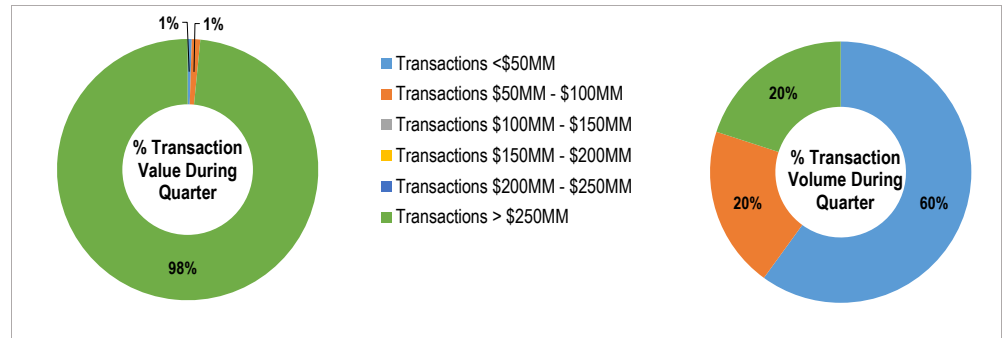 1%
1%
% Transaction
Value During
Quarter
98%
Transactions <$50MM
Transactions $50MM - $100MM
Transactions $100MM - $150MM
Transactions $150MM - $200MM
Transactions $200MM - $250MM
Transactions > $250MM
20%
% Transaction
Volume During
Quarter
20%
60%